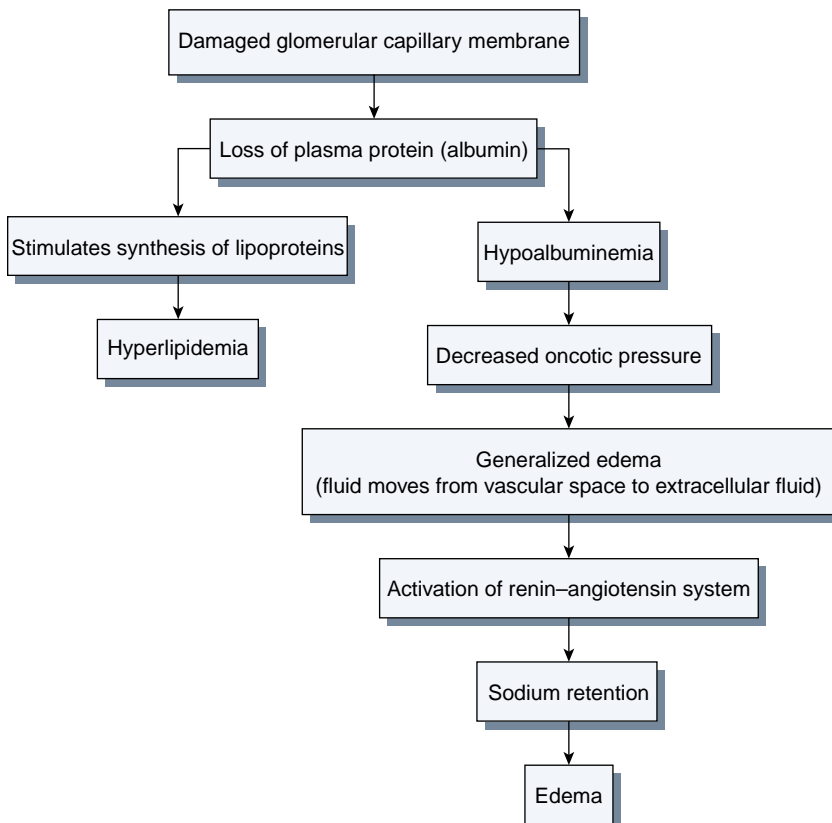 Damaged glomerular capillary membrane
Loss of plasma protein (albumin)
Stimulates synthesis of lipoproteins
Hypoalbuminemia
Hyperlipidemia
Decreased oncotic pressure
Generalized edema
(fluid moves from vascular space to extracellular fluid)
Activation of renin–angiotensin system
Sodium retention
Edema